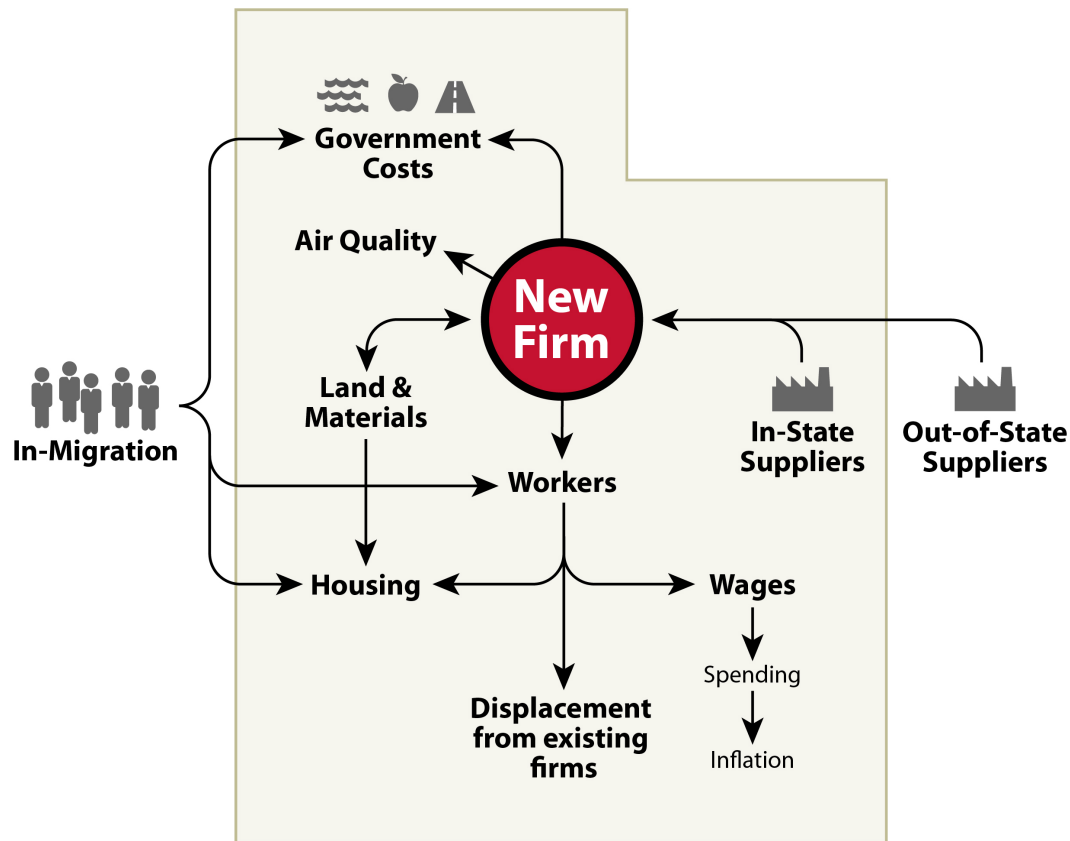 Government
Costs
Air Quality
New
Firm
Land &
Materials
In-Migration
In-State
Suppliers
Out-of-State
Suppliers
Workers
Housing
Wages
Spending
Displacement
from existing
firms
Inflation